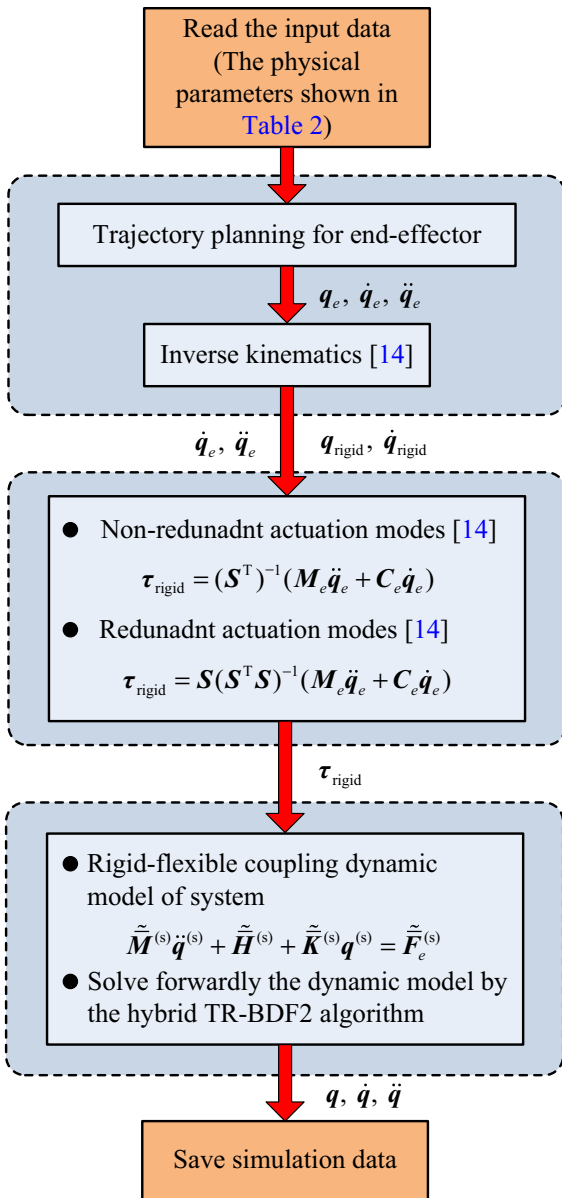 Read the input data
(The physical
parameters shown in
Table 2)
Trajectory planning for end-effector
q_e, q̇_e, q̈_e
Inverse kinematics [14]
q̇_e, q̈_e q_rigid, q̇_rigid
● Non-redunadnt actuation modes [14]
τ_rigid = (S^T)^{-1}(M_e q̈_e + C_e q̇_e)
● Redunadnt actuation modes [14]
τ_rigid = S(S^T S)^{-1}(M_e q̈_e + C_e q̇_e)
τ_rigid
● Rigid-flexible coupling dynamic
model of system
M̿̃^(s) q̈^(s) + H̿̃^(s) + K̿̃^(s) q^(s) = F̿̃_e^(s)
● Solve forwardly the dynamic model by
the hybrid TR-BDF2 algorithm
q, q̇, q̈
Save simulation data